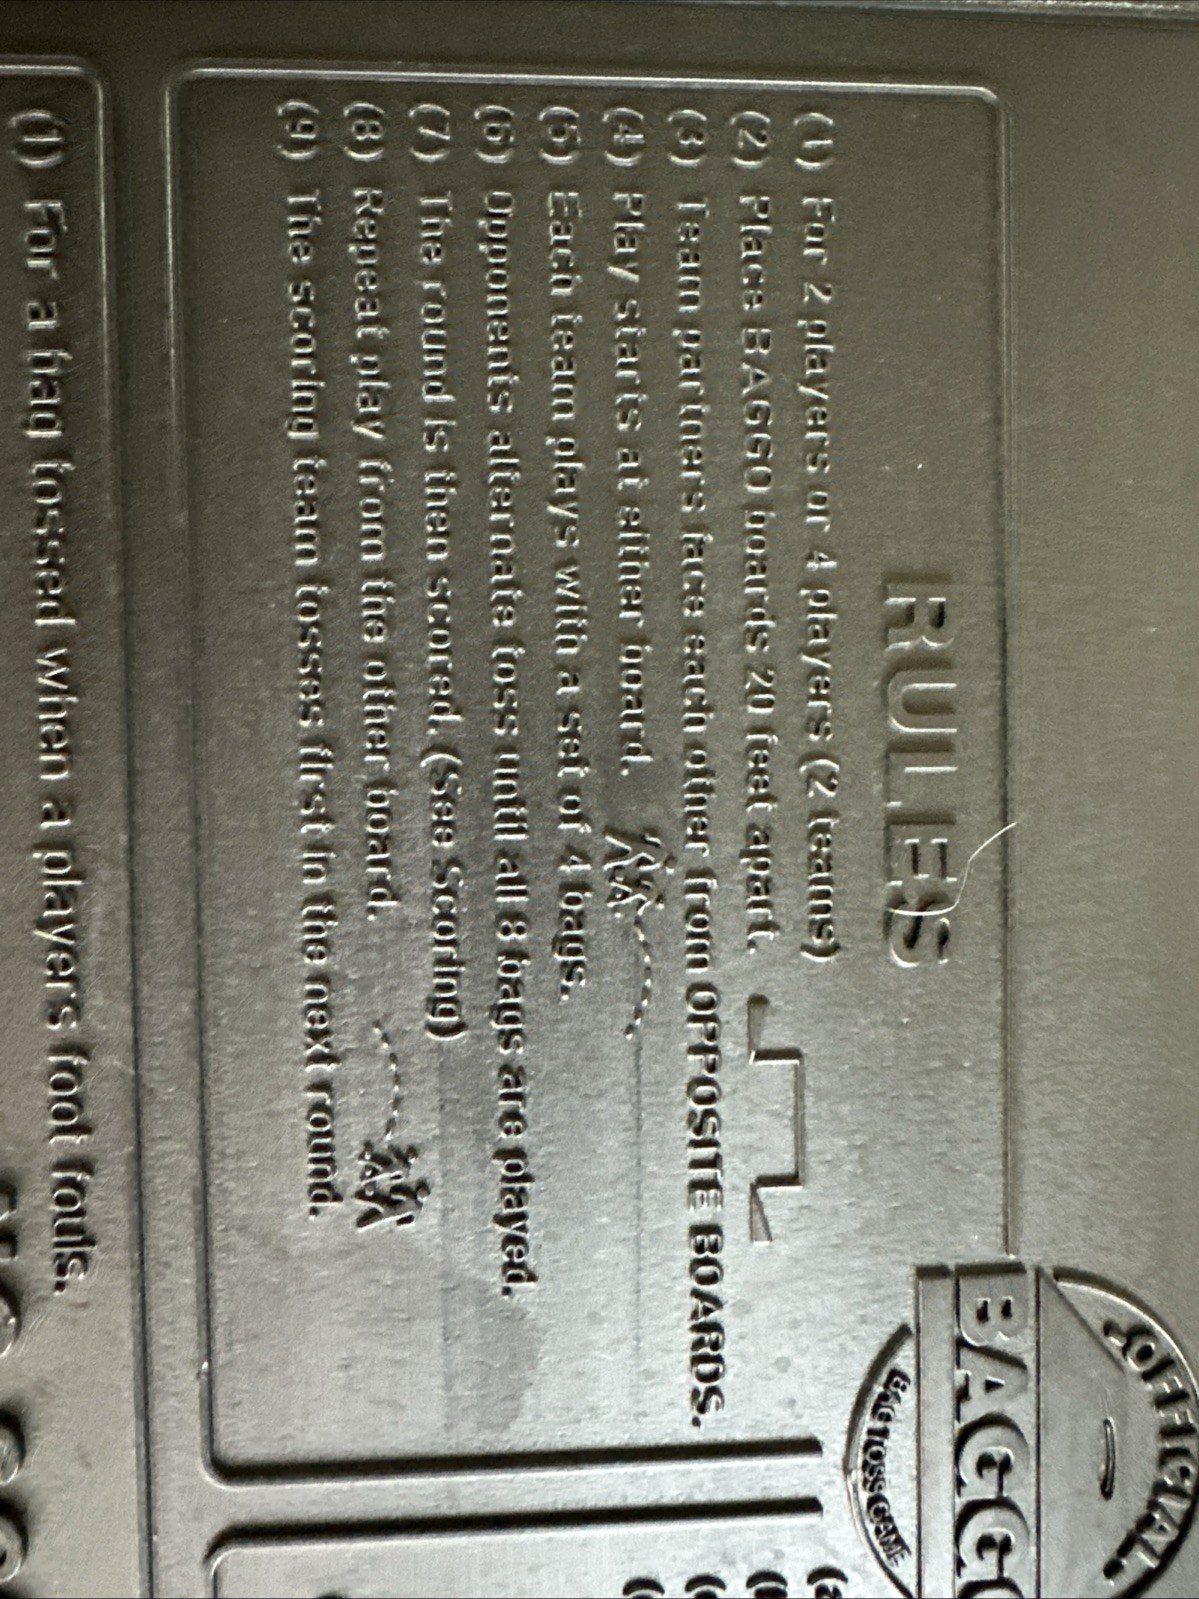 RULES
(1) For 2 players or 4 players (2 teams)
(2) Place BAGGO boards 20 feet apart.
(3) Team partners face each other from OPPOSITE BOARDS.
(4) Play starts at either board.
(5) Each team plays with a set of 4 bags.
(6) Opponents alternate toss until all 8 bags are played.
(7) The round is then scored. (See Scoring)
(8) Repeat play from the other board.
(9) The scoring team tosses first in the next round.
OFFICIAL
BAGGO
BAG TOSS GAME
(1) For a bag tossed when a players foot fouls.